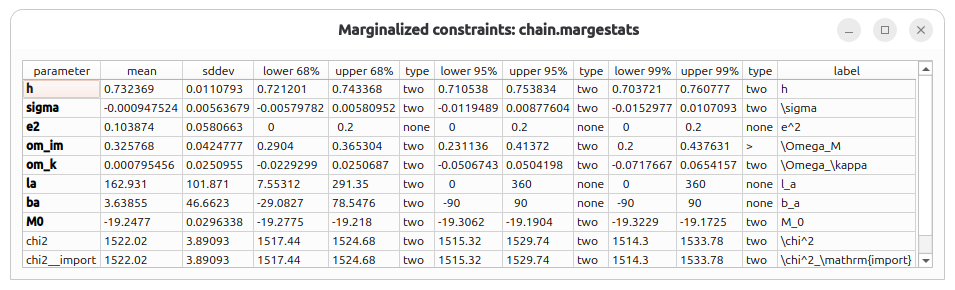 Marginalized constraints: chain.margestats
parameter mean sddev lower 68% upper 68% type lower 95% upper 95% type lower 99% upper 99% type label
h 0.732369 0.0110793 0.721201 0.743368 two 0.710538 0.753834 two 0.703721 0.760777 two h
sigma -0.000947524 0.00563679 -0.00579782 0.00580952 two -0.0119489 0.00877604 two -0.0152977 0.0107093 two \sigma
e2 0.103874 0.0580663 0 0.2 none 0 0.2 none 0 0.2 none e^2
om_im 0.325768 0.0424777 0.2904 0.365304 two 0.231136 0.41372 two 0.2 0.437631 > \Omega_M
om_k 0.000795456 0.0250955 -0.0229299 0.0250687 two -0.0506743 0.0504198 two -0.0717667 0.0654157 two \Omega_\kappa
la 162.931 101.871 7.55312 291.35 two 0 360 none 0 360 none l_a
ba 3.63855 46.6623 -29.0827 78.5476 two -90 90 none -90 90 none b_a
M0 -19.2477 0.0296338 -19.2775 -19.218 two -19.3062 -19.1904 two -19.3229 -19.1725 two M_0
chi2 1522.02 3.89093 1517.44 1524.68 two 1515.32 1529.74 two 1514.3 1533.78 two \chi^2
chi2__import 1522.02 3.89093 1517.44 1524.68 two 1515.32 1529.74 two 1514.3 1533.78 two \chi^2_\mathrm{import}